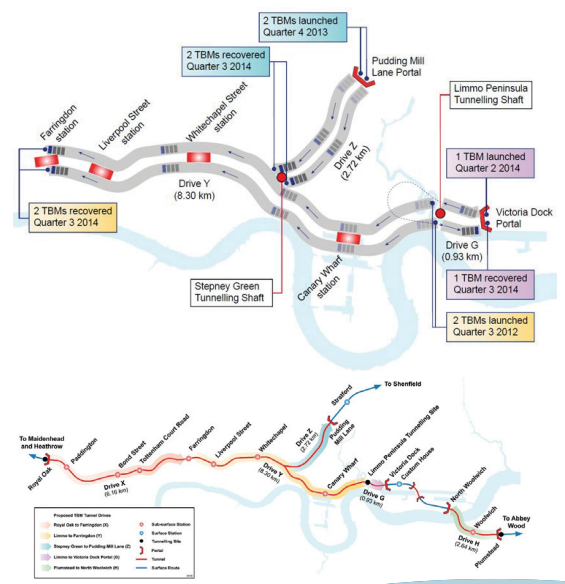 2 TBMs launched
Quarter 4 2013
2 TBMs recovered
Quarter 3 2014
Pudding Mill
Lane Portal
Limmo Peninsula
Tunnelling Shaft
Farringdon
station
Liverpool Street
station
Whitechapel Street
station
Drive Z
(2.72 km)
1 TBM launched
Quarter 2 2014
Drive Y
(8.30 km)
2 TBMs recovered
Quarter 3 2014
Victoria Dock
Portal
Drive G
(0.93 km)
Stepney Green
Tunnelling Shaft
Canary Wharf
station
1 TBM recovered
Quarter 3 2014
2 TBMs launched
Quarter 3 2012
To Shenfield
Stratford
To Maidenhead
and Heathrow
Royal Oak
Paddington
Bond Street
Tottenham Court Road
Farringdon
Liverpool Street
Whitechapel
Drive Z
(2.72 km)
Pudding
Mill Lane
Drive X
(6.16 km)
Drive Y
(8.30 km)
Canary Wharf
Limmo Peninsula Tunnelling Site
Drive G
(0.93 km)
Victoria Dock
Custom House
North Woolwich
Woolwich
Drive H
(2.64 km)
Plumstead
To Abbey
Wood
Proposed TBM Tunnel Drives
Royal Oak to Farringdon (X)
Limmo to Farringdon (Y)
Stepney Green to Pudding Mill Lane (Z)
Limmo to Victoria Dock Portal (G)
Plumstead to North Woolwich (H)
Sub-surface Station
Surface Station
Tunnelling Site
Portal
Tunnel
Surface Route